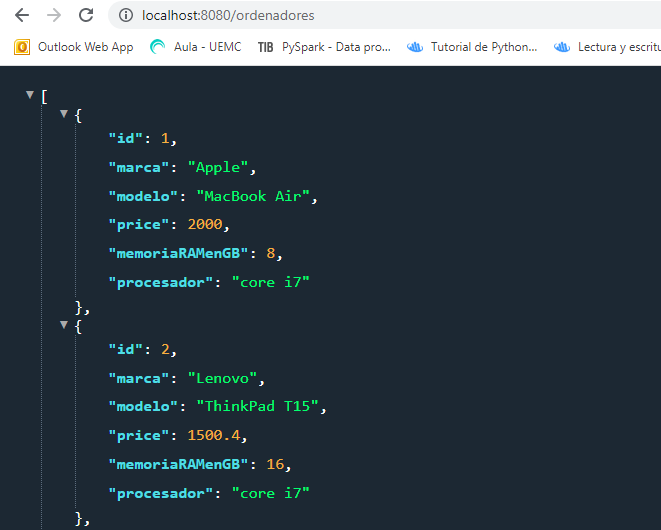 localhost:8080/ordenadores
Outlook Web App Aula - UEMC TIB PySpark - Data pro... Tutorial de Python... Lectura y escritu
[
{
"id": 1,
"marca": "Apple",
"modelo": "MacBook Air",
"price": 2000,
"memoriaRAMenGB": 8,
"procesador": "core i7"
},
{
"id": 2,
"marca": "Lenovo",
"modelo": "ThinkPad T15",
"price": 1500.4,
"memoriaRAMenGB": 16,
"procesador": "core i7"
},